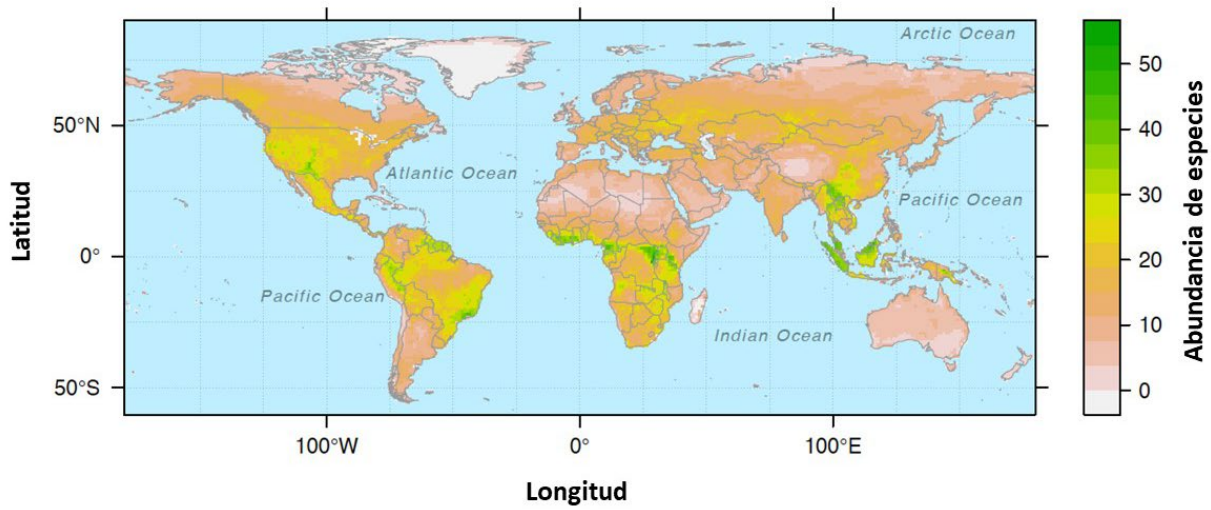 Arctic Ocean
50°N
Atlantic Ocean
Pacific Ocean
0°
Pacific Ocean
Indian Ocean
50°S
100°W
0°
100°E
Latitud
Longitud
50
40
30
20
10
0
Abundancia de especies